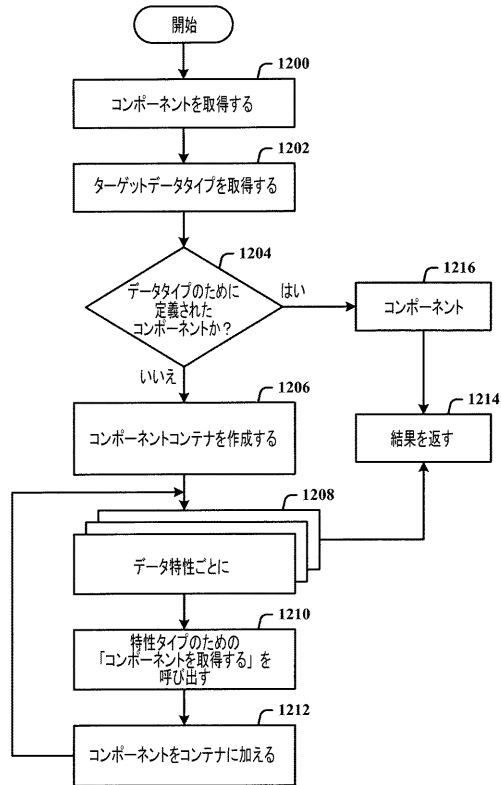 開始
1200
コンポーネントを取得する
1202
ターゲットデータタイプを取得する
1204
データタイプのために
定義された
コンポーネントか？
はい
1216
コンポーネント
いいえ
1206
コンポーネントコンテナを作成する
1214
結果を返す
1208
データ特性ごとに
1210
特性タイプのための
「コンポーネントを取得する」を
呼び出す
1212
コンポーネントをコンテナに加える